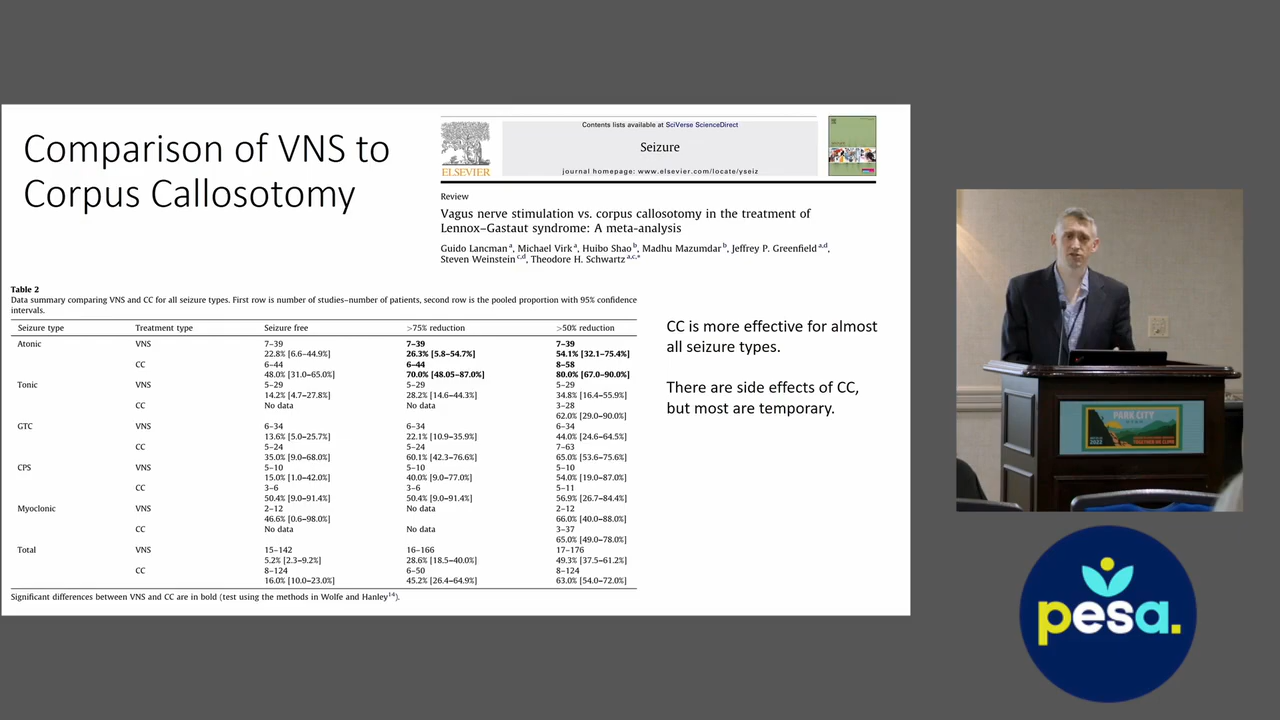 Comparison of VNS to
Corpus Callosotomy
ELSEVIER
Contents lists available at SciVerse ScienceDirect
Seizure
journal homepage: www.elsevier.com/locate/yseiz
Review
Vagus nerve stimulation vs. corpus callosotomy in the treatment of
Lennox–Gastaut syndrome: A meta-analysis
Guido Lancman a, Michael Virk a, Huibo Shao b, Madhu Mazumdar b, Jeffrey P. Greenfield a,d,
Steven Weinstein c,d, Theodore H. Schwartz a,c,*
Table 2
Data summary comparing VNS and CC for all seizure types. First row is number of studies–number of patients, second row is the pooled proportion with 95% confidence
intervals.
Seizure type Treatment type Seizure free >75% reduction >50% reduction
Atonic VNS 7–39 7–39 7–39
22.8% [6.6–44.9%] 26.3% [5.8–54.7%] 54.1% [32.1–75.4%]
CC 6–44 6–44 8–58
48.0% [31.0–65.0%] 70.0% [48.05–87.0%] 80.0% [67.0–90.0%]
Tonic VNS 5–29 5–29 5–29
14.2% [4.7–27.8%] 28.2% [14.6–44.3%] 34.8% [16.4–55.9%]
CC No data No data 3–28
62.0% [29.0–90.0%]
GTC VNS 6–34 6–34 6–34
13.6% [5.0–25.7%] 22.1% [10.9–35.9%] 44.0% [24.6–64.5%]
CC 5–24 5–24 7–63
35.0% [9.0–68.0%] 60.1% [42.3–76.6%] 65.0% [53.6–75.6%]
CPS VNS 5–10 5–10 5–10
15.0% [1.0–42.0%] 40.0% [9.0–77.0%] 54.0% [19.0–87.0%]
CC 3–6 3–6 5–11
50.4% [9.0–91.4%] 50.4% [9.0–91.4%] 56.9% [26.7–84.4%]
Myoclonic VNS 2–12 No data 2–12
46.6% [0.6–98.0%] 66.0% [40.0–88.0%]
CC No data No data 3–37
65.0% [49.0–78.0%]
Total VNS 15–142 16–166 17–176
5.2% [2.3–9.2%] 28.6% [18.5–40.0%] 49.3% [37.5–61.2%]
CC 8–124 6–50 8–124
16.0% [10.0–23.0%] 45.2% [26.4–64.9%] 63.0% [54.0–72.0%]
Significant differences between VNS and CC are in bold (test using the methods in Wolfe and Hanley14).
CC is more effective for almost
all seizure types.
There are side effects of CC,
but most are temporary.
PARK CITY
2022
TOGETHER WE CLIMB
pesa.